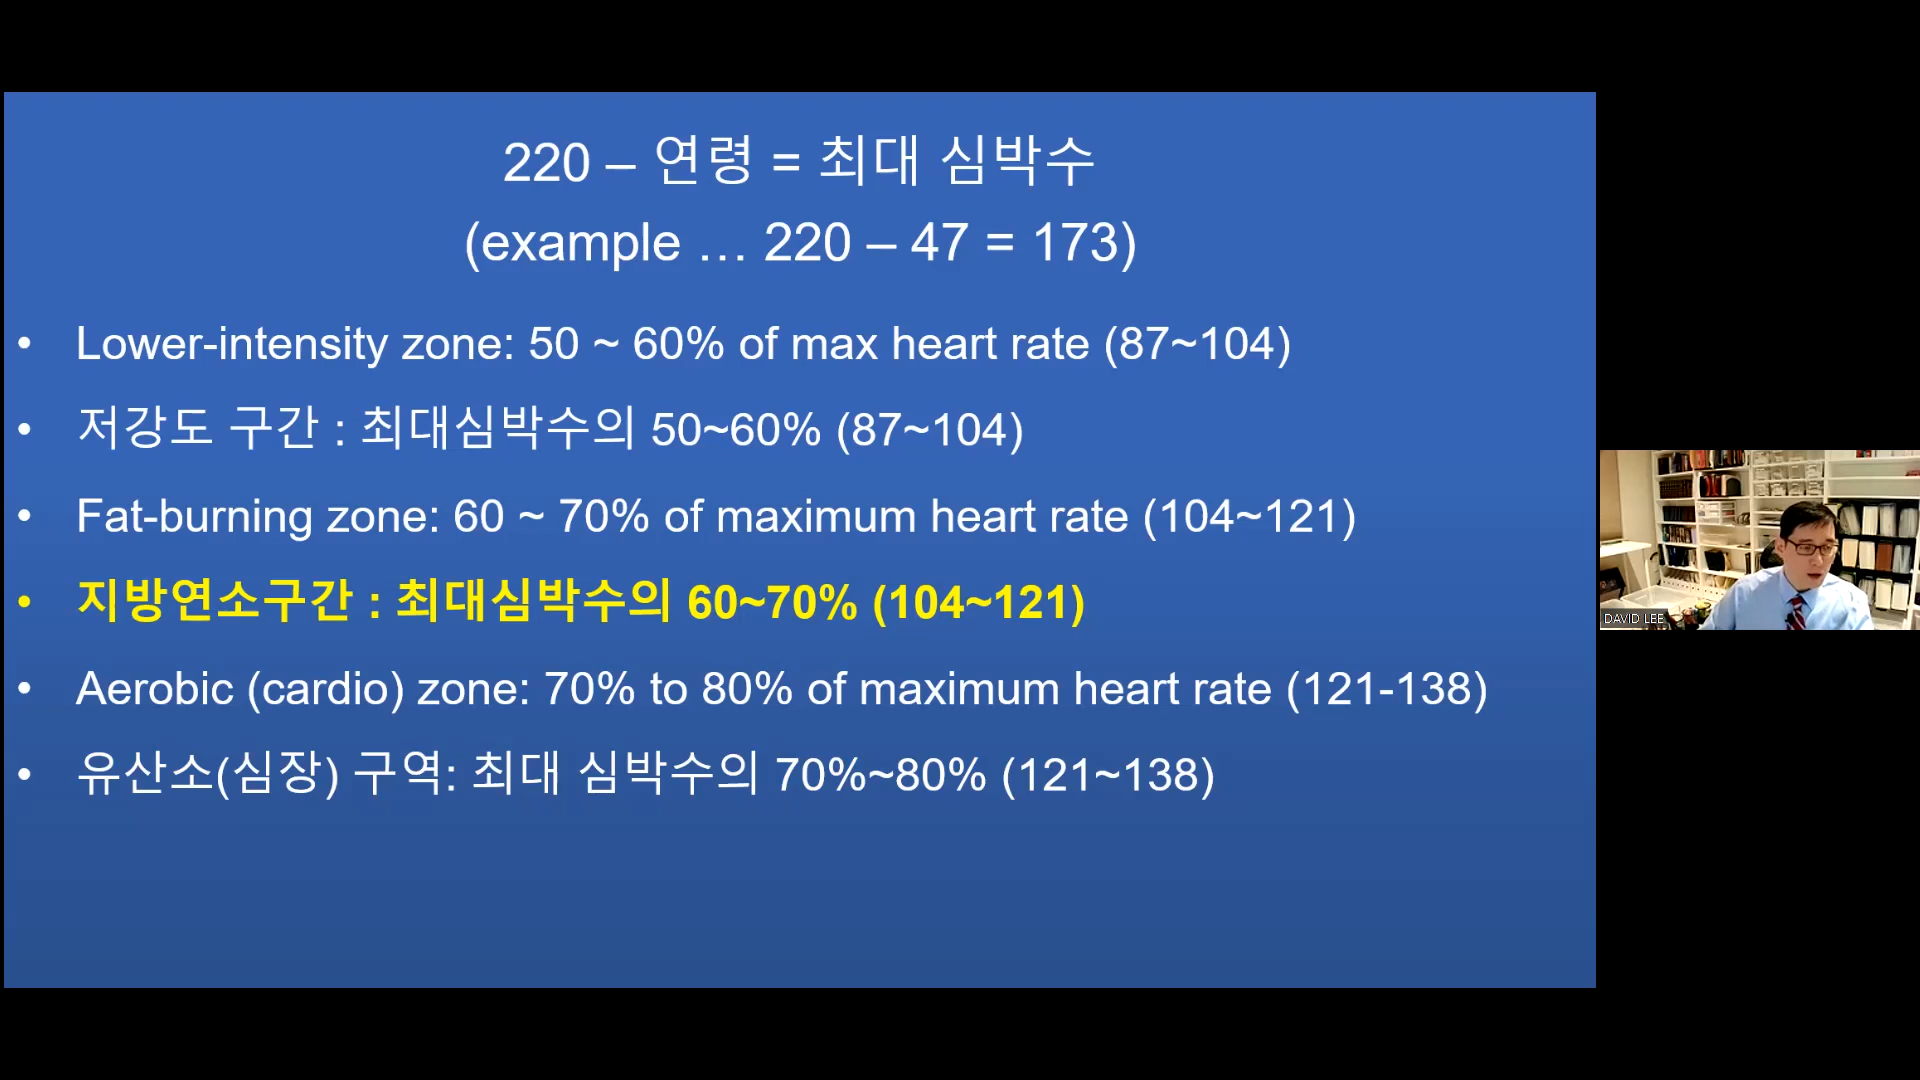 220 – 연령 = 최대 심박수
(example … 220 – 47 = 173)
• Lower-intensity zone: 50 ~ 60% of max heart rate (87~104)
• 저강도 구간 : 최대심박수의 50~60% (87~104)
• Fat-burning zone: 60 ~ 70% of maximum heart rate (104~121)
• 지방연소구간 : 최대심박수의 60~70% (104~121)
• Aerobic (cardio) zone: 70% to 80% of maximum heart rate (121-138)
• 유산소(심장) 구역: 최대 심박수의 70%~80% (121~138)
DAVID LEE